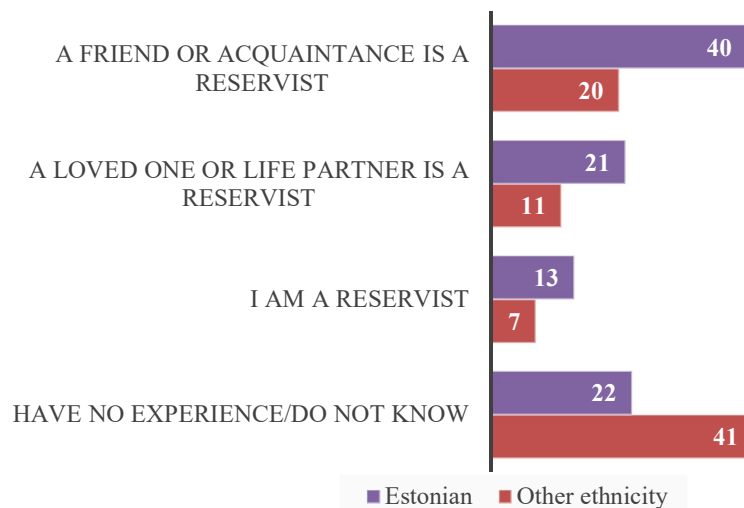 A FRIEND OR ACQUAINTANCE IS A
RESERVIST
40
20
A LOVED ONE OR LIFE PARTNER IS A
RESERVIST
21
11
I AM A RESERVIST
13
7
HAVE NO EXPERIENCE/DO NOT KNOW
22
41
Estonian
Other ethnicity